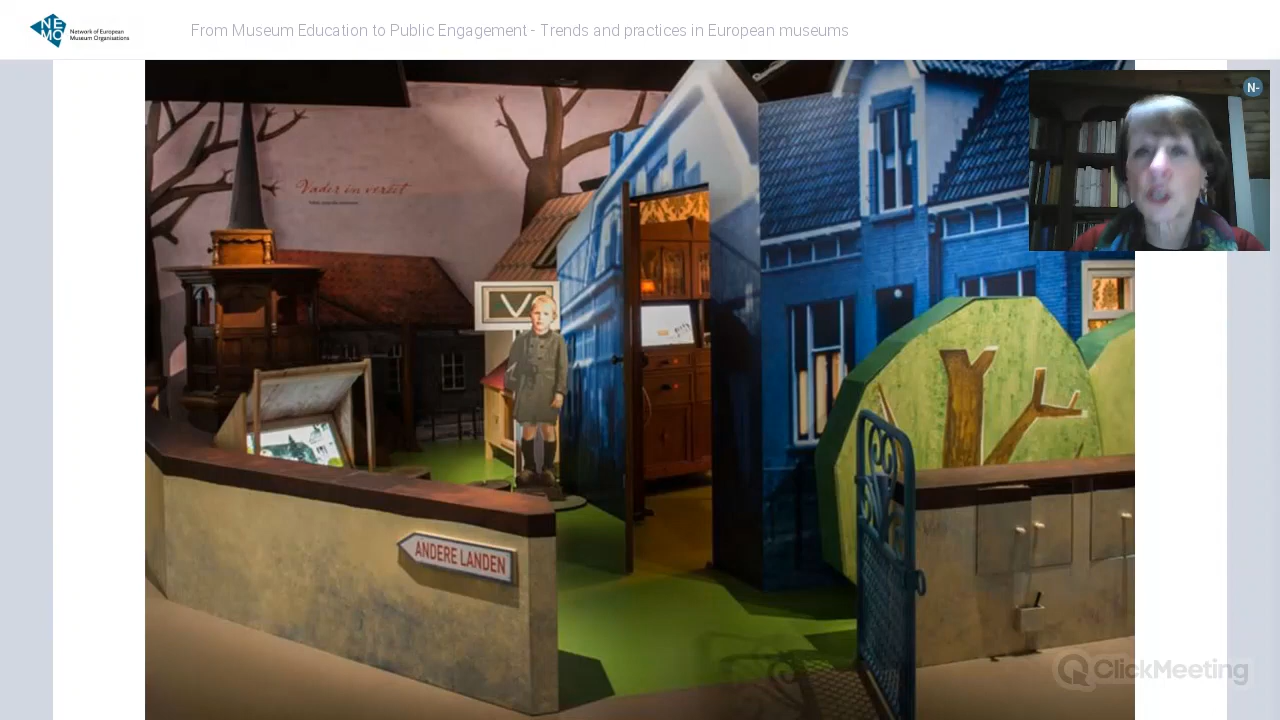 NE
MO
Network of European
Museum Organisations
From Museum Education to Public Engagement - Trends and practices in European museums
N-
Vader in verzet
V
ANDERE LANDEN
ClickMeeting